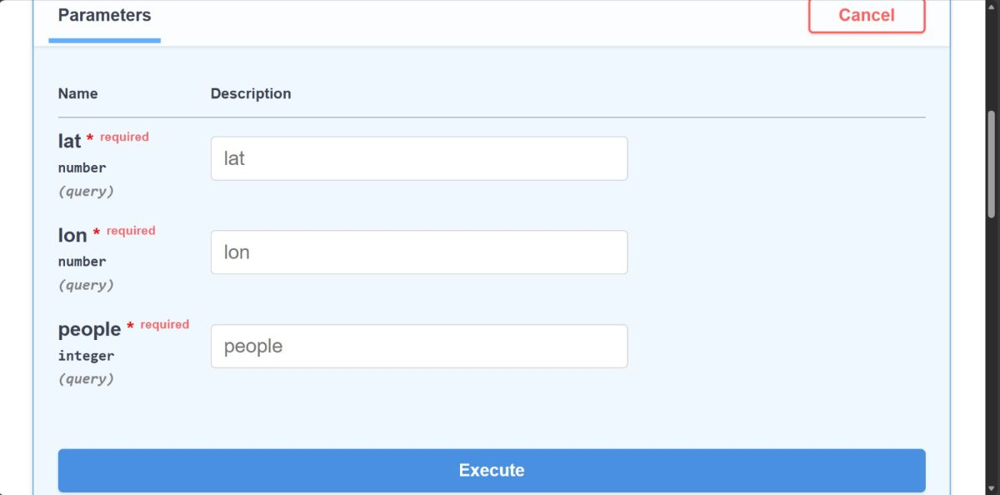 Parameters
Cancel
Name Description
lat * required
lat
number
(query)
lon * required
lon
number
(query)
people * required
people
integer
(query)
Execute